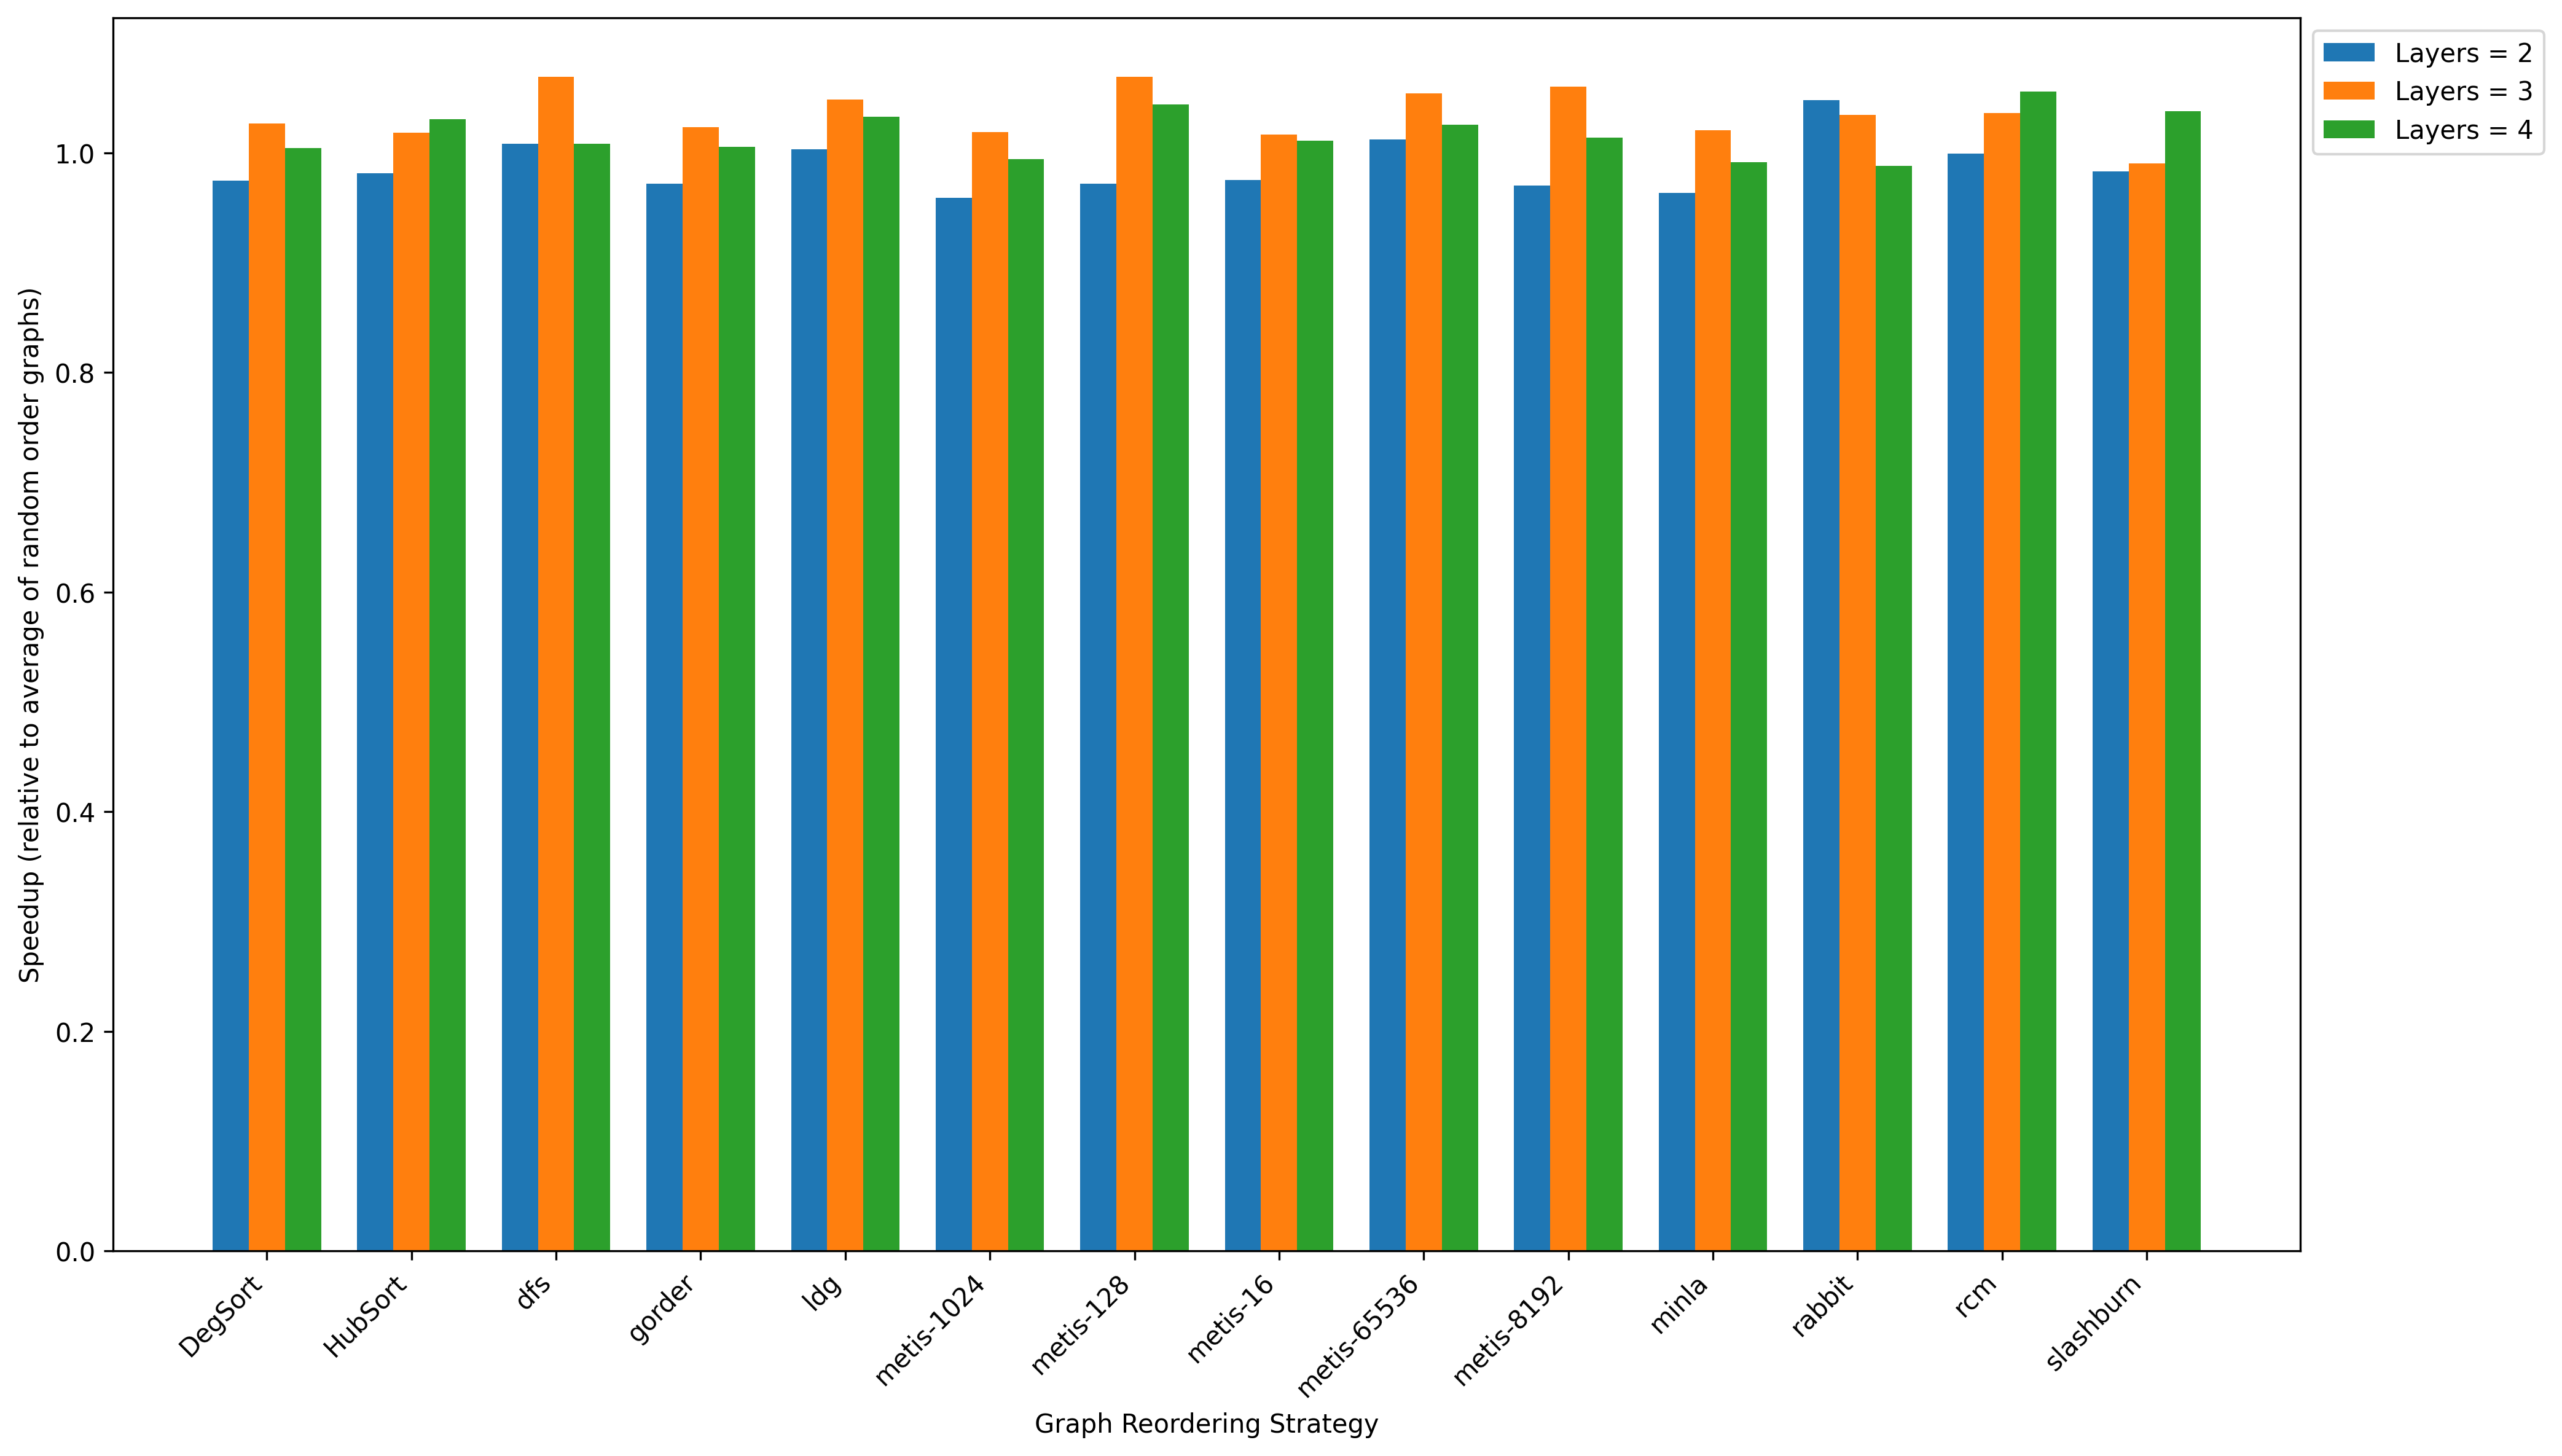 Layers = 2
Layers = 3
Layers = 4
Speedup (relative to average of random order graphs)
1.0
0.8
0.6
0.4
0.2
0.0
DegSort
HubSort
dfs
gorder
ldg
metis-1024
metis-128
metis-16
metis-65536
metis-8192
minla
rabbit
rcm
slashburn
Graph Reordering Strategy